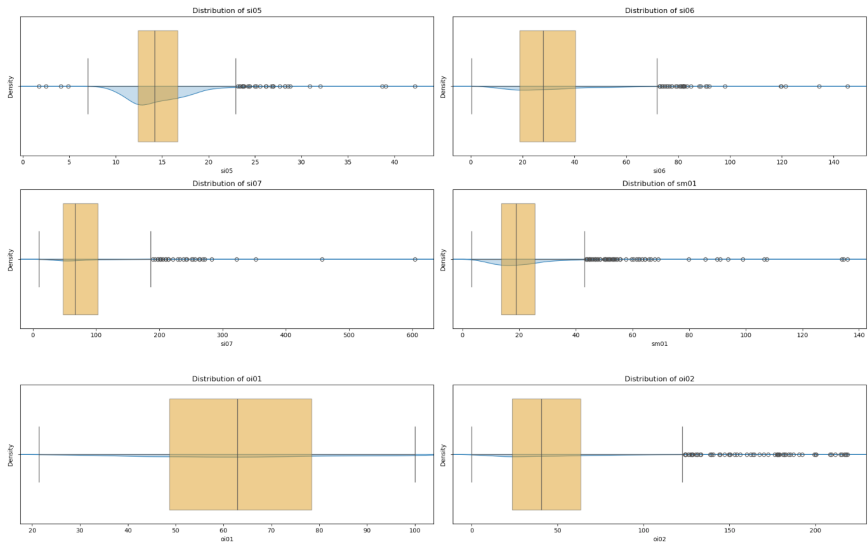 Distribution of si05
Density
0 5 10 15 20 25 30 35 40
si05
Distribution of si06
Density
0 20 40 60 80 100 120 140
si06
Distribution of si07
Density
0 100 200 300 400 500 600
si07
Distribution of sm01
Density
0 20 40 60 80 100 120 140
sm01
Distribution of oi01
Density
20 30 40 50 60 70 80 90 100
oi01
Distribution of oi02
Density
0 50 100 150 200
oi02